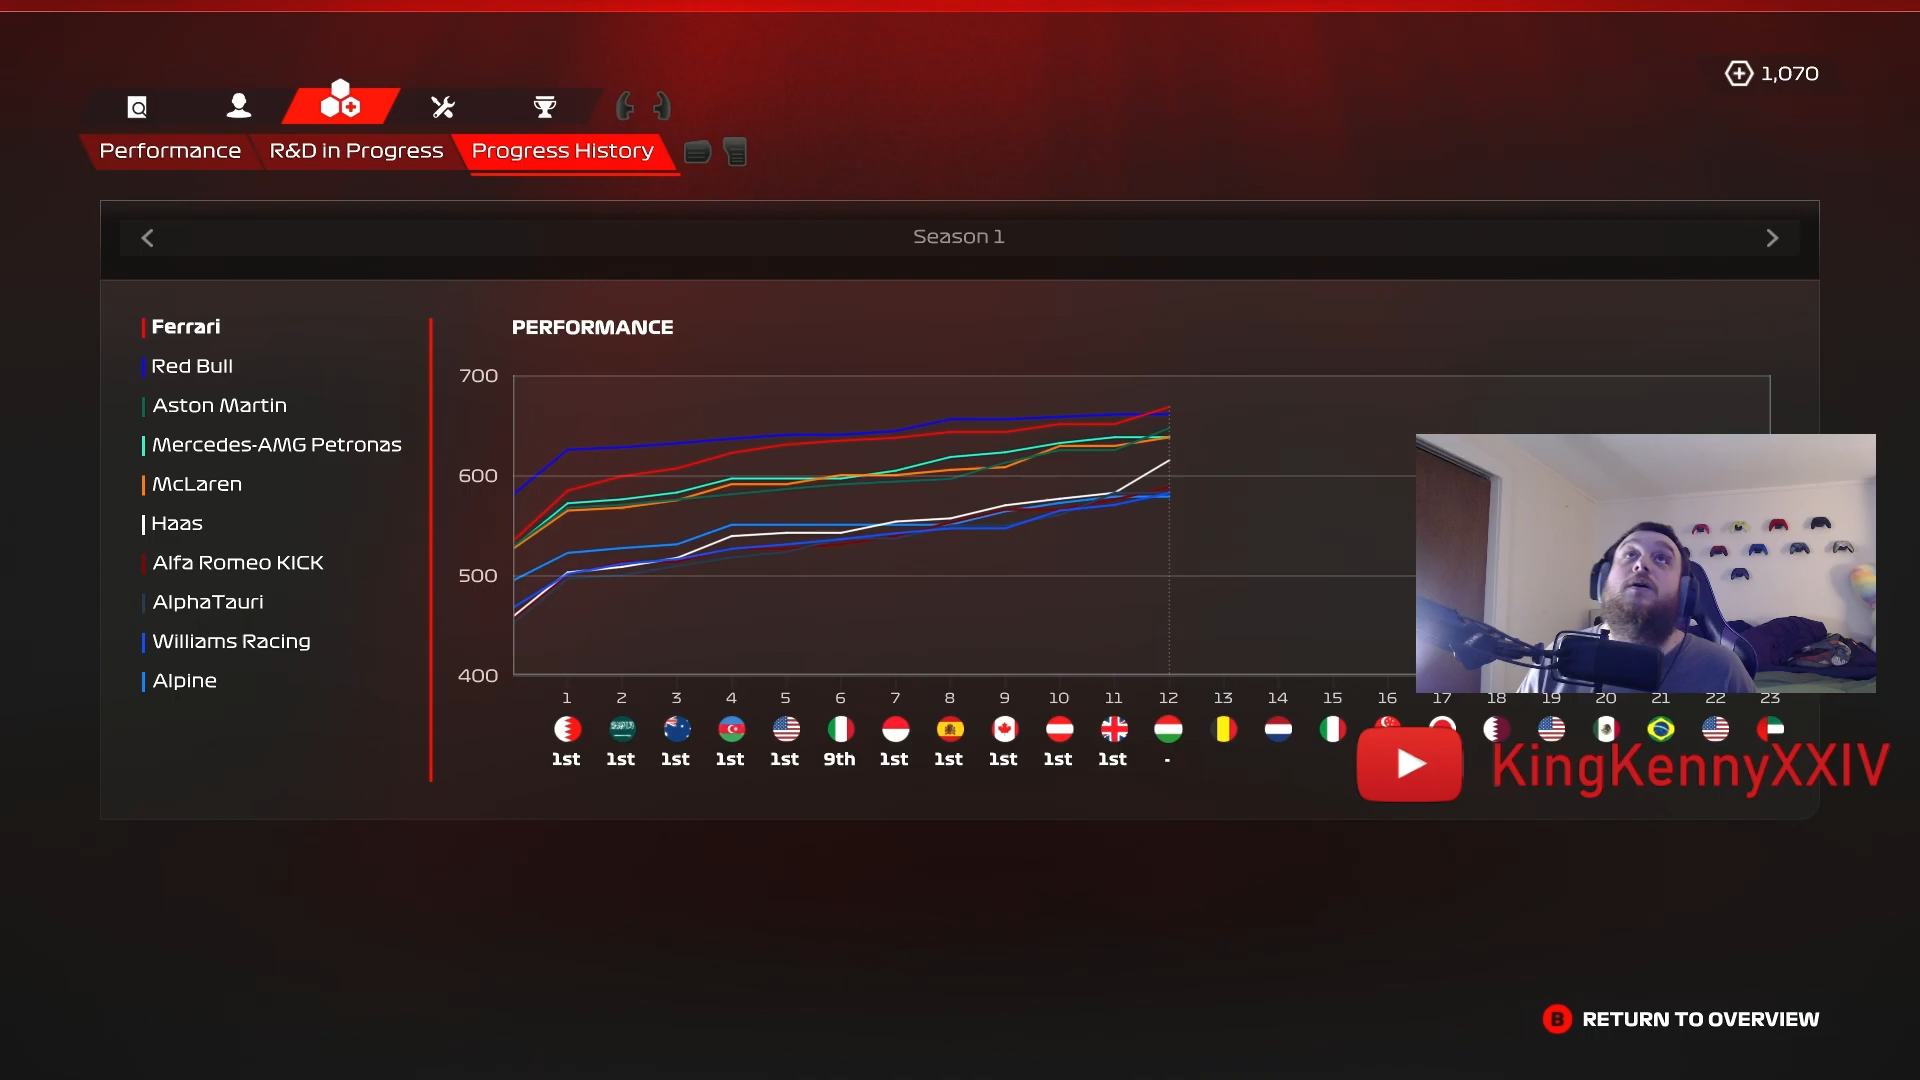 1,070
Performance R&D in Progress Progress History
Season 1
Ferrari
Red Bull
Aston Martin
Mercedes-AMG Petronas
McLaren
Haas
Alfa Romeo KICK
AlphaTauri
Williams Racing
Alpine
PERFORMANCE
700
600
500
400
1 2 3 4 5 6 7 8 9 10 11 12 13 14 15 16 17 18 19 20 21 22 23
1st 1st 1st 1st 1st 9th 1st 1st 1st 1st 1st -
KingKennyXXIV
B RETURN TO OVERVIEW